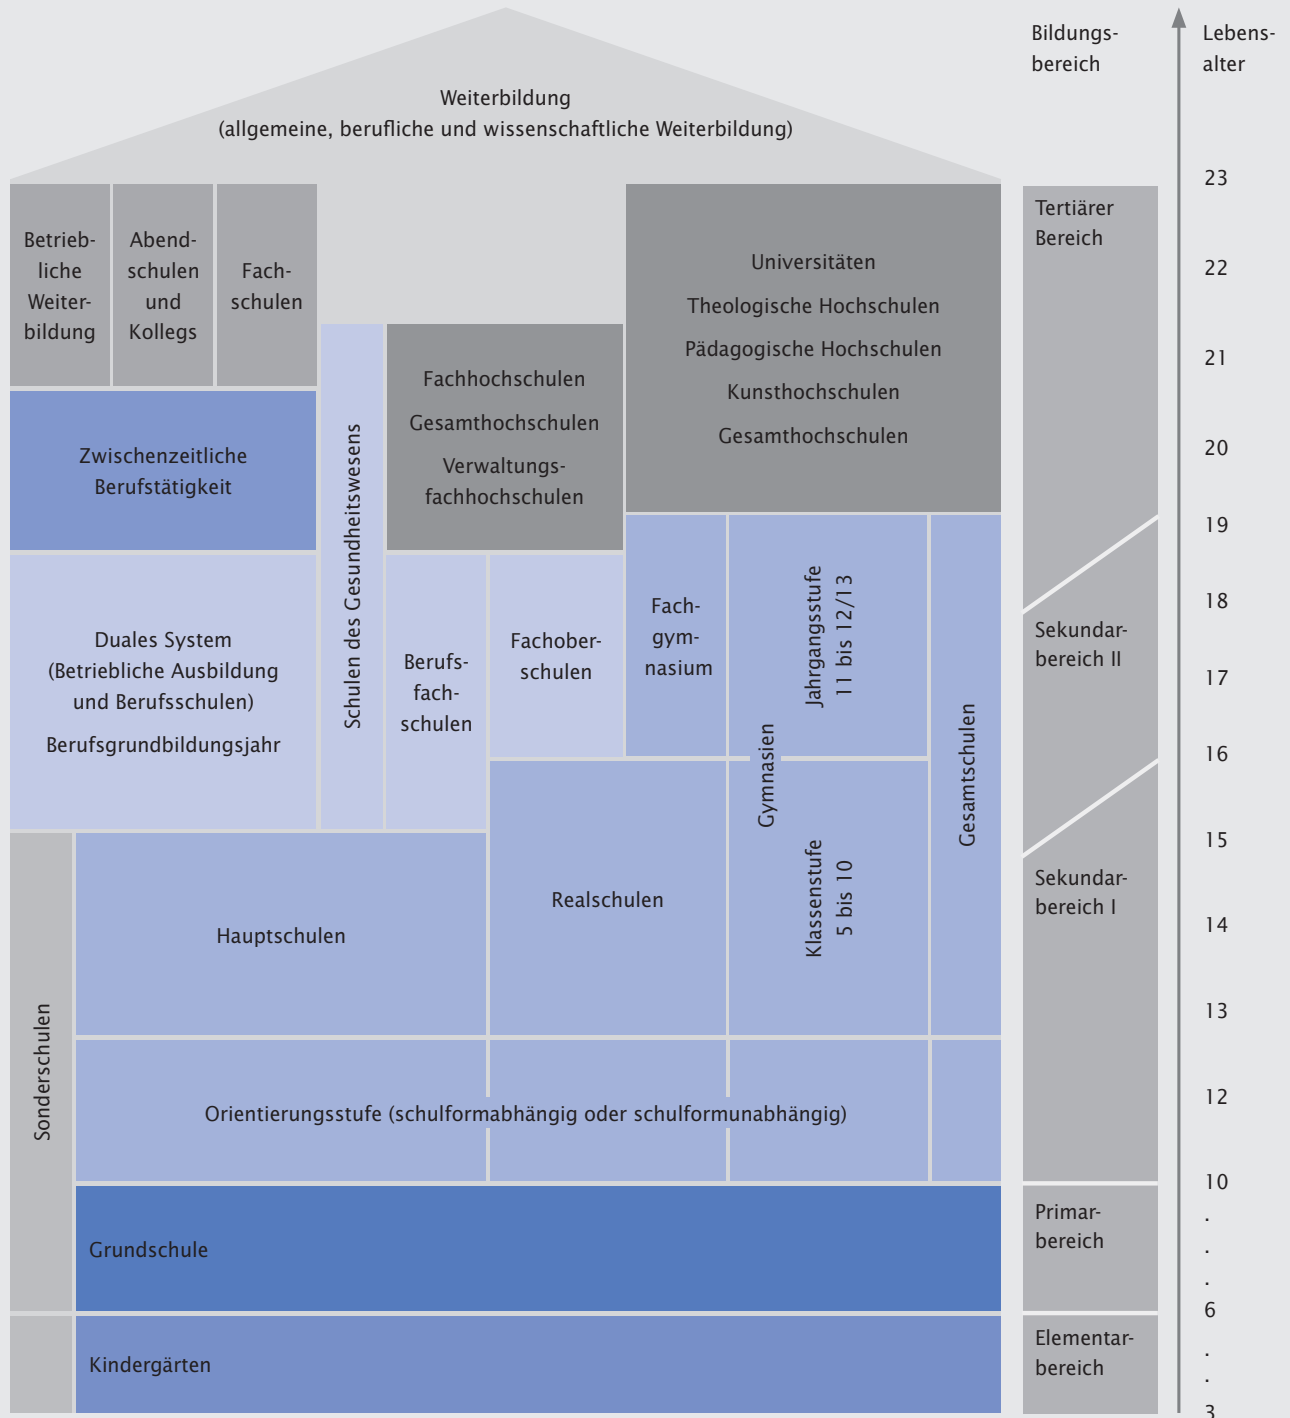 Weiterbildung
(allgemeine, berufliche und wissenschaftliche Weiterbildung)
Bildungs-
bereich
Lebens-
alter
Betrieb-
liche
Weiter-
bildung
Abend-
schulen
und
Kollegs
Fach-
schulen
Universitäten
Theologische Hochschulen
Pädagogische Hochschulen
Kunsthochschulen
Gesamthochschulen
Fachhochschulen
Gesamthochschulen
Verwaltungs-
fachhochschulen
Zwischenzeitliche
Berufstätigkeit
Schulen des Gesundheitswesens
Duales System
(Betriebliche Ausbildung
und Berufsschulen)
Berufsgrundbildungsjahr
Berufs-
fach-
schulen
Fachober-
schulen
Fach-
gym-
nasium
Jahrgangsstufe
11 bis 12/13
Gymnasien
Klassenstufe
5 bis 10
Gesamtschulen
Realschulen
Hauptschulen
Sonderschulen
Orientierungsstufe (schulformabhängig oder schulformunabhängig)
Grundschule
Kindergärten
Tertiärer
Bereich
Sekundar-
bereich II
Sekundar-
bereich I
Primar-
bereich
Elementar-
bereich
23
22
21
20
19
18
17
16
15
14
13
12
10
.
.
.
6
.
.
3